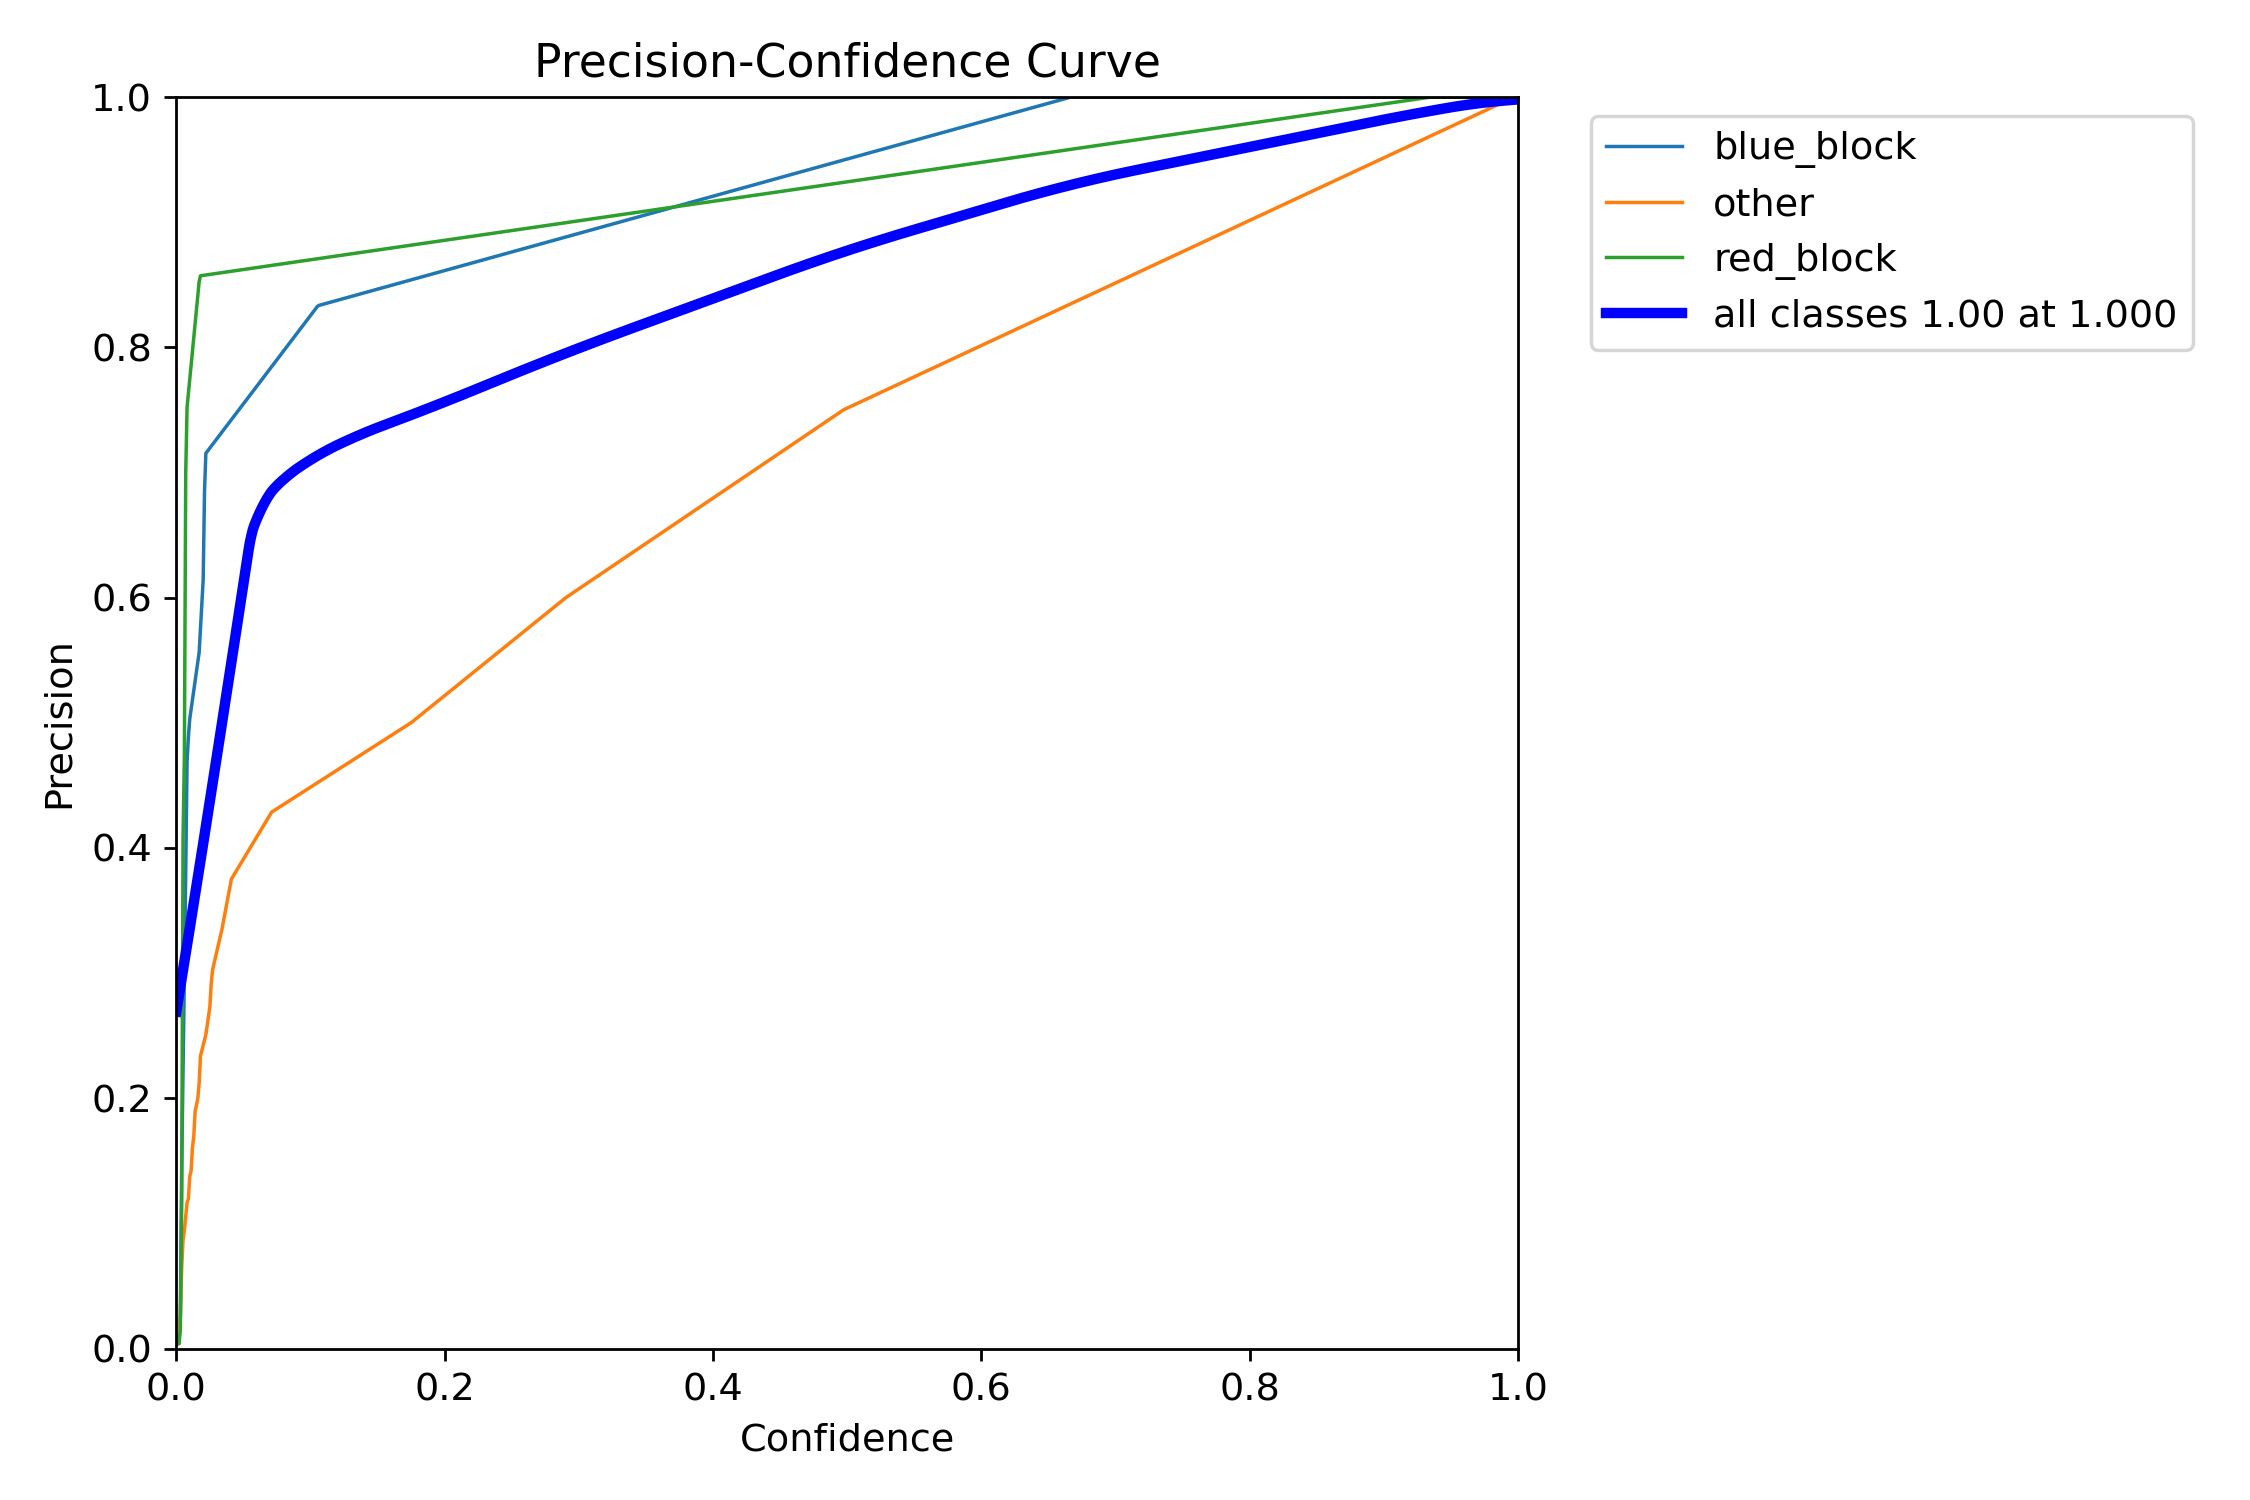 Precision-Confidence Curve
1.0
0.8
0.6
0.4
0.2
0.0
Precision
0.0 0.2 0.4 0.6 0.8 1.0
Confidence
blue_block
other
red_block
all classes 1.00 at 1.000